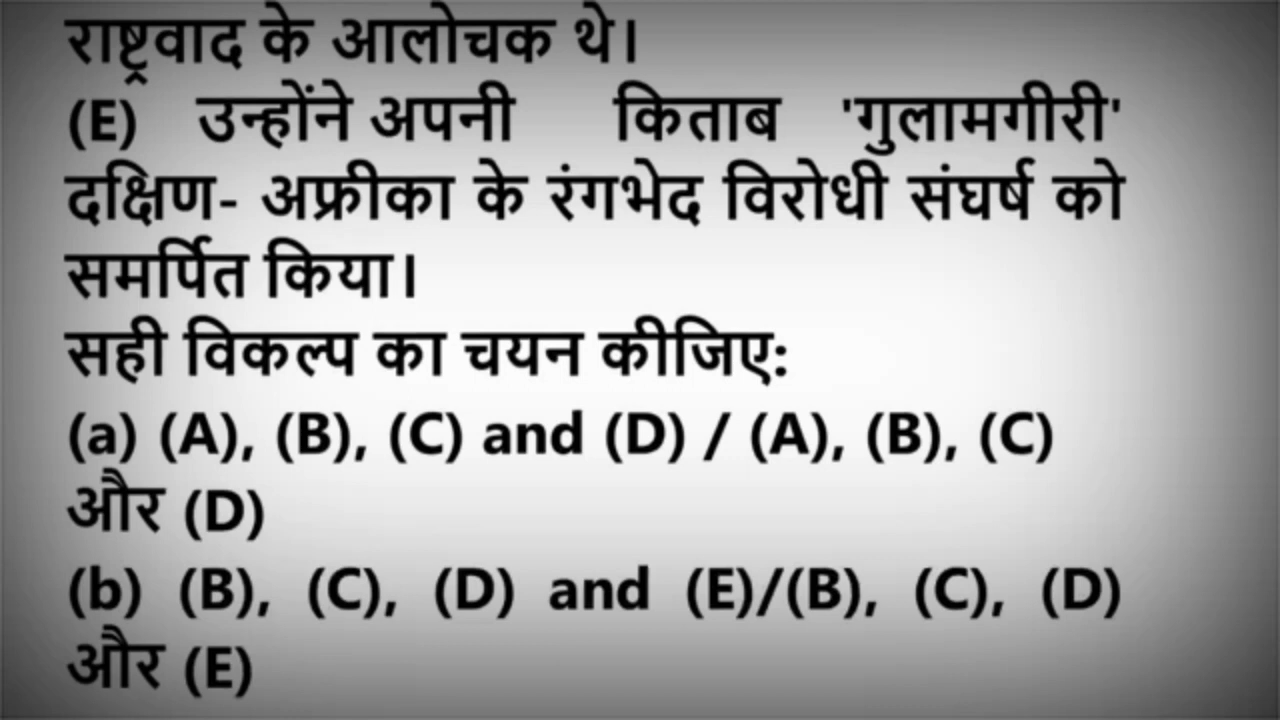 राष्ट्रवाद के आलोचक थे।
(E) उन्होंने अपनी किताब 'गुलामगीरी'
दक्षिण- अफ्रीका के रंगभेद विरोधी संघर्ष को
समर्पित किया।
सही विकल्प का चयन कीजिए:
(a) (A), (B), (C) and (D) / (A), (B), (C)
और (D)
(b) (B), (C), (D) and (E)/(B), (C), (D)
और (E)